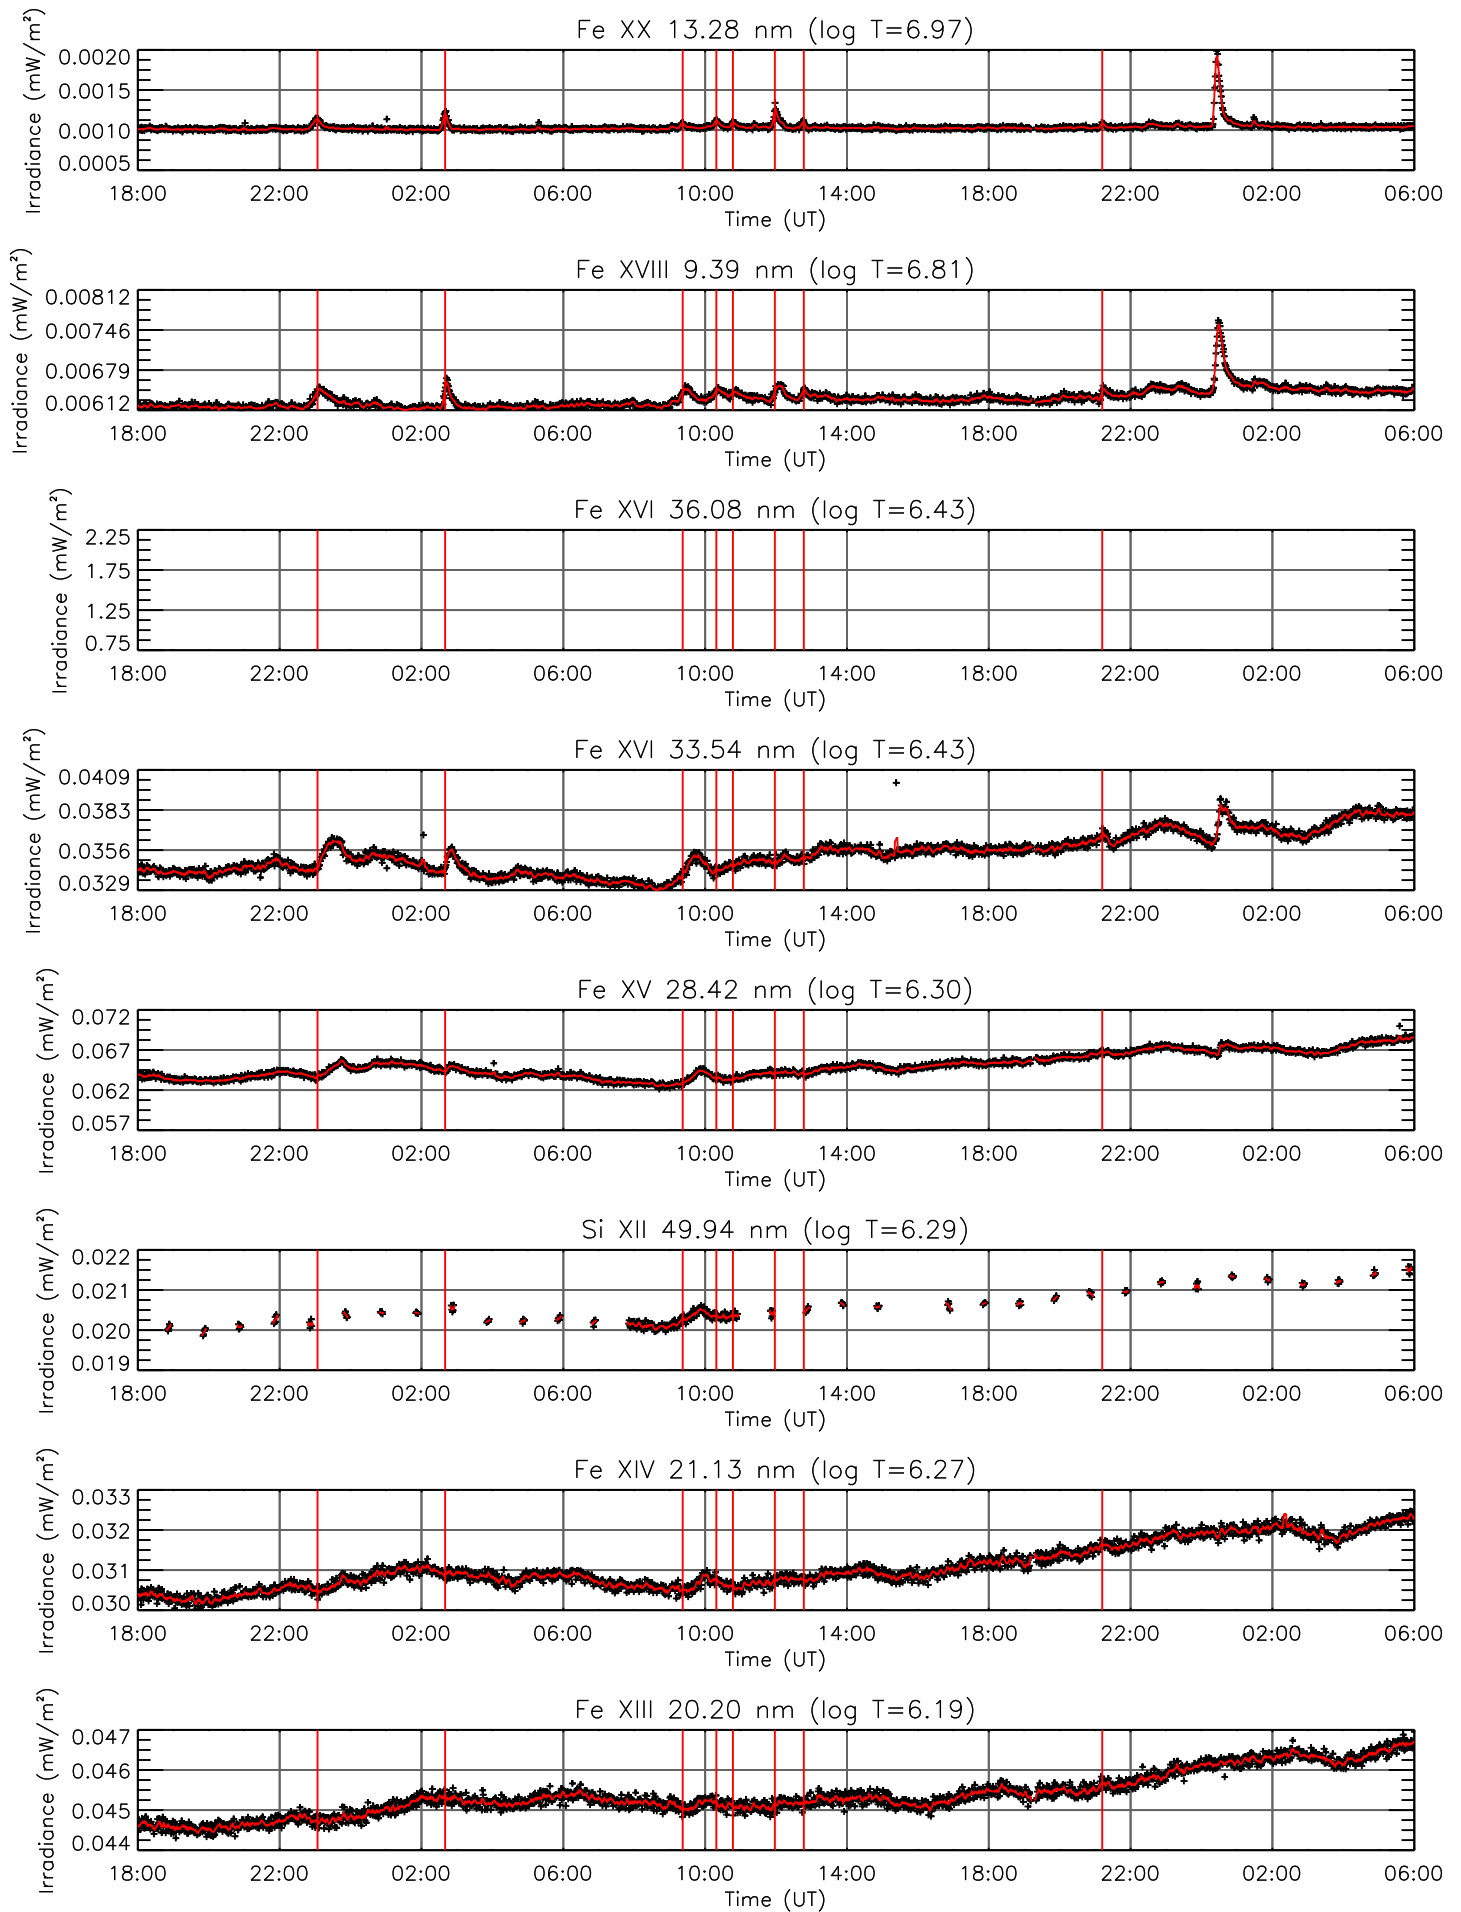 Fe XX 13.28 nm (log T=6.97)
Irradiance (mW/m²)
0.0020
0.0015
0.0010
0.0005
18:00 22:00 02:00 06:00 10:00 14:00 18:00 22:00 02:00 06:00
Time (UT)
Fe XVIII 9.39 nm (log T=6.81)
Irradiance (mW/m²)
0.00812
0.00746
0.00679
0.00612
18:00 22:00 02:00 06:00 10:00 14:00 18:00 22:00 02:00 06:00
Time (UT)
Fe XVI 36.08 nm (log T=6.43)
Irradiance (mW/m²)
2.25
1.75
1.25
0.75
18:00 22:00 02:00 06:00 10:00 14:00 18:00 22:00 02:00 06:00
Time (UT)
Fe XVI 33.54 nm (log T=6.43)
Irradiance (mW/m²)
0.0409
0.0383
0.0356
0.0329
18:00 22:00 02:00 06:00 10:00 14:00 18:00 22:00 02:00 06:00
Time (UT)
Fe XV 28.42 nm (log T=6.30)
Irradiance (mW/m²)
0.072
0.067
0.062
0.057
18:00 22:00 02:00 06:00 10:00 14:00 18:00 22:00 02:00 06:00
Time (UT)
Si XII 49.94 nm (log T=6.29)
Irradiance (mW/m²)
0.022
0.021
0.020
0.019
18:00 22:00 02:00 06:00 10:00 14:00 18:00 22:00 02:00 06:00
Time (UT)
Fe XIV 21.13 nm (log T=6.27)
Irradiance (mW/m²)
0.033
0.032
0.031
0.030
18:00 22:00 02:00 06:00 10:00 14:00 18:00 22:00 02:00 06:00
Time (UT)
Fe XIII 20.20 nm (log T=6.19)
Irradiance (mW/m²)
0.047
0.046
0.045
0.044
18:00 22:00 02:00 06:00 10:00 14:00 18:00 22:00 02:00 06:00
Time (UT)